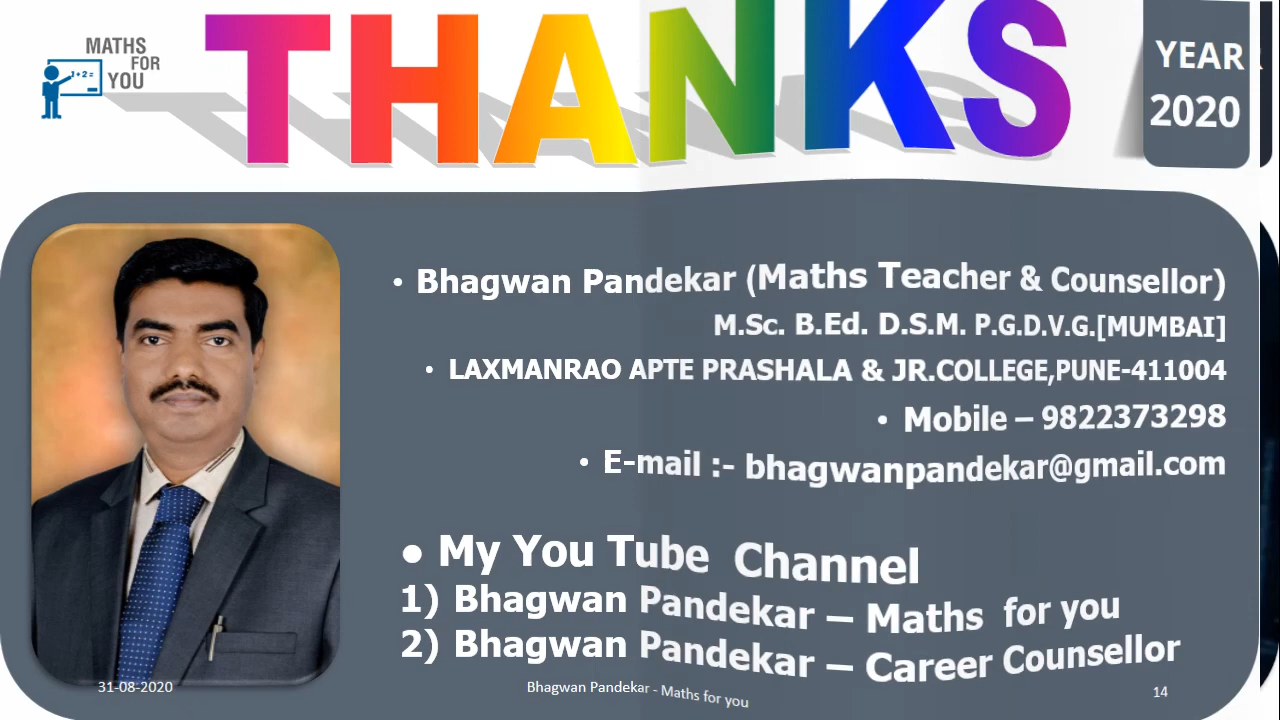 MATHS
FOR
YOU
1+2=
THANKS
YEAR
2020
• Bhagwan Pandekar (Maths Teacher & Counsellor)
M.Sc. B.Ed. D.S.M. P.G.D.V.G.[MUMBAI]
• LAXMANRAO APTE PRASHALA & JR.COLLEGE,PUNE-411004
• Mobile – 9822373298
• E-mail :- bhagwanpandekar@gmail.com
● My You Tube Channel
1) Bhagwan Pandekar – Maths for you
2) Bhagwan Pandekar – Career Counsellor
31-08-2020
Bhagwan Pandekar - Maths for you
14